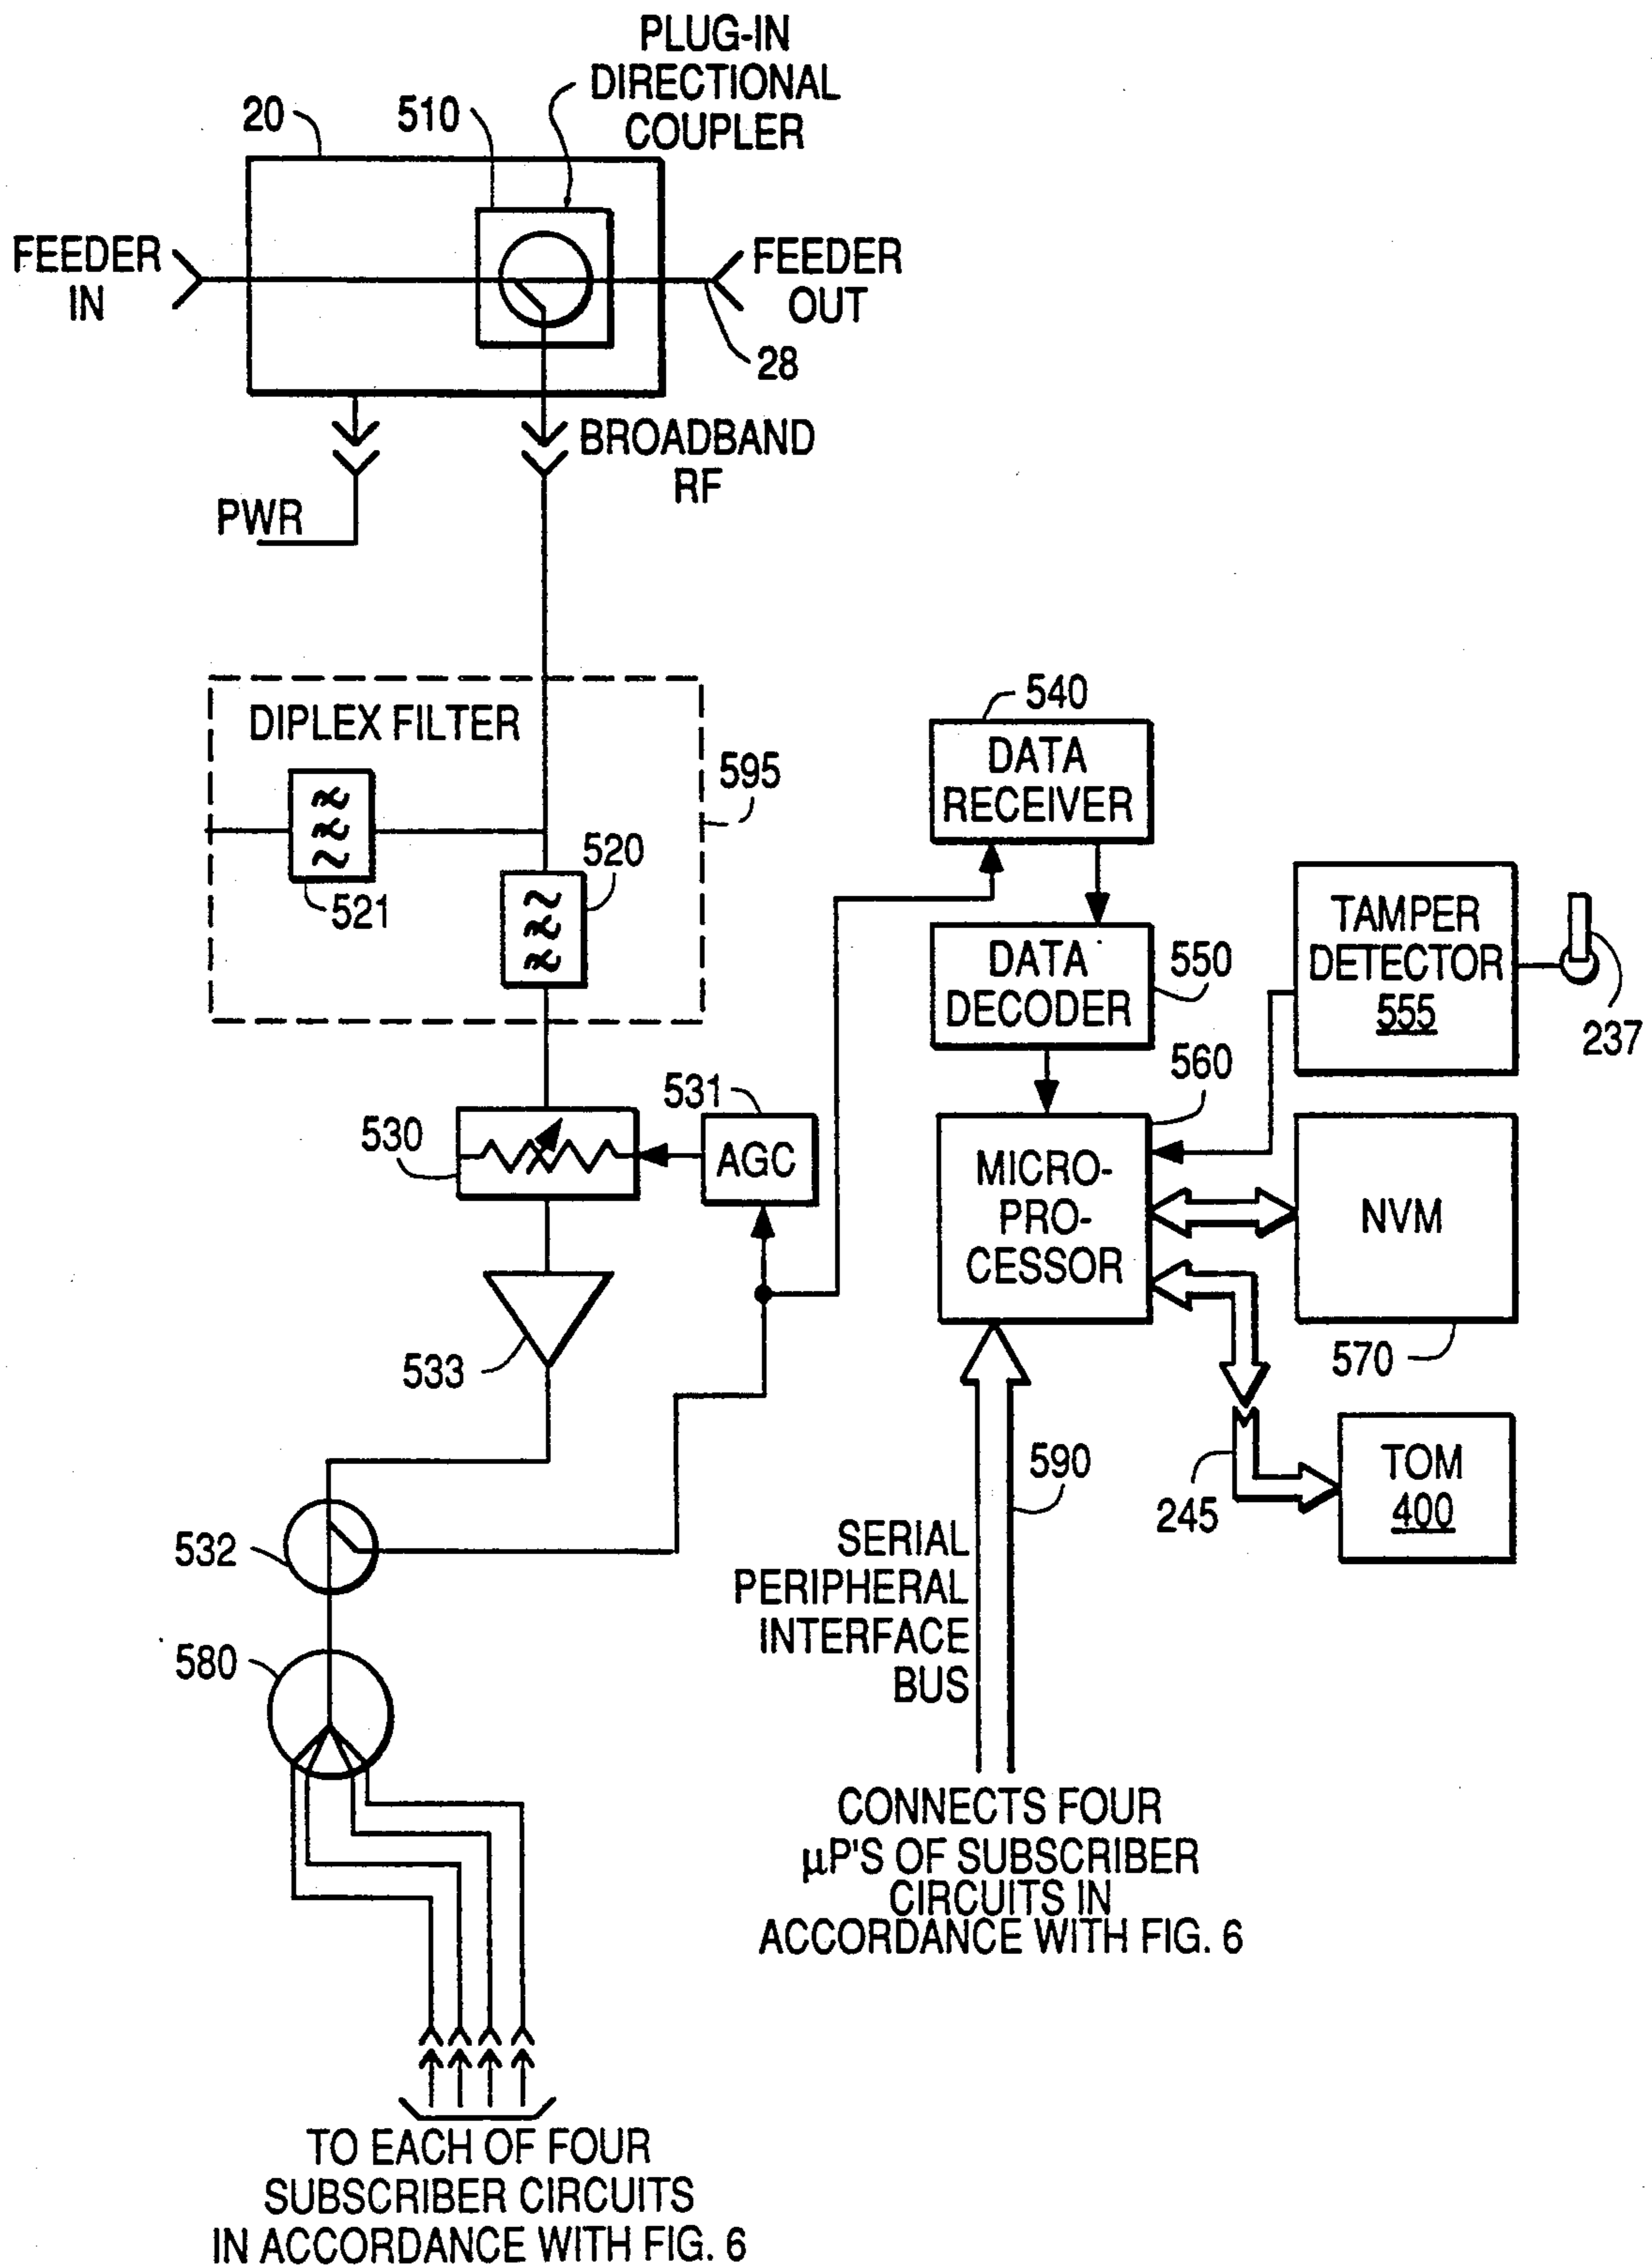 PLUG-IN
DIRECTIONAL
COUPLER
20
510
FEEDER
IN
FEEDER
OUT
28
BROADBAND
RF
PWR
DIPLEX FILTER
595
521
520
540
DATA
RECEIVER
DATA
DECODER
550
TAMPER
DETECTOR
555
237
560
531
530
AGC
MICRO-
PRO-
CESSOR
NVM
570
533
590
245
TOM
400
532
SERIAL
PERIPHERAL
INTERFACE
BUS
580
CONNECTS FOUR
µP'S OF SUBSCRIBER
CIRCUITS IN
ACCORDANCE WITH FIG. 6
TO EACH OF FOUR
SUBSCRIBER CIRCUITS
IN ACCORDANCE WITH FIG. 6